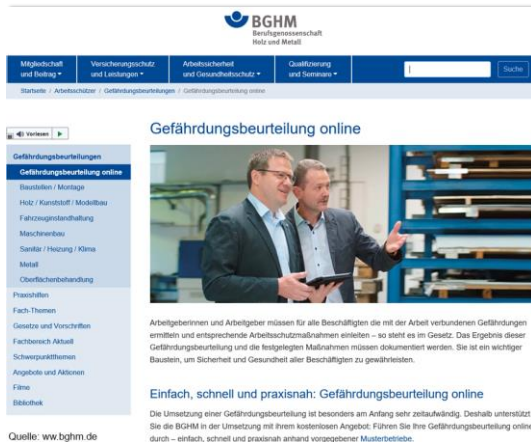 BGHM
Berufsgenossenschaft
Holz und Metall
Mitgliedschaft
und Beitrag
Versicherungsschutz
und Leistungen
Arbeitssicherheit
und Gesundheitsschutz
Qualifizierung
und Seminare
Suche
Startseite / Arbeitsschützer / Gefährdungsbeurteilungen / Gefährdungsbeurteilung online
Vorlesen
Gefährdungsbeurteilung online
Gefährdungsbeurteilungen
Gefährdungsbeurteilung online
Baustellen / Montage
Holz / Kunststoff / Modellbau
Fahrzeuginstandhaltung
Maschinenbau
Sanitär / Heizung / Klima
Metall
Oberflächenbehandlung
Praxishilfen
Fach-Themen
Gesetze und Vorschriften
Fachbereich Aktuell
Schwerpunktthemen
Angebote und Aktionen
Filme
Bibliothek
Arbeitgeberinnen und Arbeitgeber müssen für alle Beschäftigten die mit der Arbeit verbundenen Gefährdungen
ermitteln und entsprechende Arbeitsschutzmaßnahmen einleiten – so steht es im Gesetz. Das Ergebnis dieser
Gefährdungsbeurteilung und die festgelegten Maßnahmen müssen dokumentiert werden. Sie ist ein wichtiger
Baustein, um Sicherheit und Gesundheit aller Beschäftigten zu gewährleisten.
Einfach, schnell und praxisnah: Gefährdungsbeurteilung online
Die Umsetzung einer Gefährdungsbeurteilung ist besonders am Anfang sehr zeitaufwändig. Deshalb unterstützt
Sie die BGHM in der Umsetzung mit ihrem kostenlosen Angebot: Führen Sie Ihre Gefährdungsbeurteilung online
durch – einfach, schnell und praxisnah anhand vorgegebener Musterbetriebe.
Quelle: ww.bghm.de